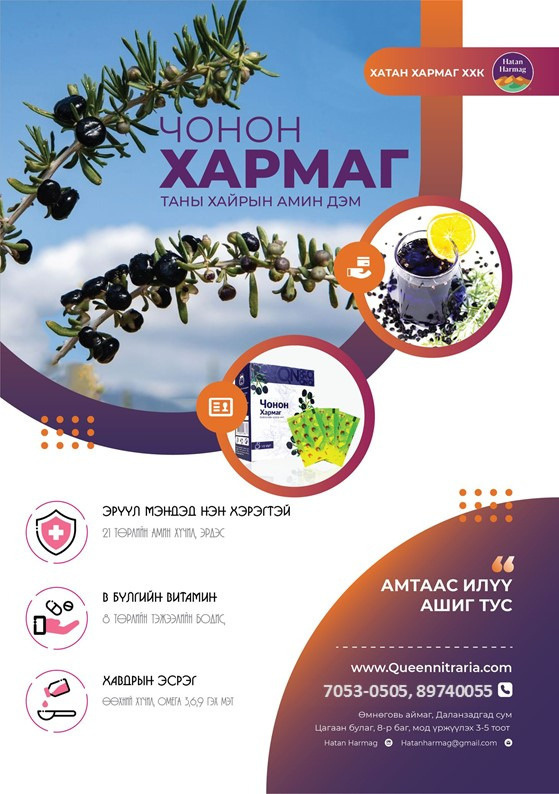 ХАТАН ХАРМАГ ХХК
Hatan
Harmag
ЧОНОН
ХАРМАГ
ТАНЫ ХАЙРЫН АМИН ДЭМ
Чонон
Хармаг
ЭРҮҮЛ МЭНДЭД НЭН ХЭРЭГТЭЙ
21 ТӨРЛИЙН АМИН ХҮЧИЛ, ЭРДЭС
В БҮЛГИЙН ВИТАМИН
8 ТӨРЛИЙН ТЭЖЭЭЛИЙН БОДИС,
ХАВДРЫН ЭСРЭГ
ӨӨХНИЙ ХҮЧИЛ, ОМЕГА 3,6,9 ГЭХ МЭТ
“
АМТААС ИЛҮҮ
АШИГ ТУС
www.Queennitraria.com
7053-0505, 89740055
Өмнөговь аймаг, Даланзадгад сум
Цагаан булаг, 8-р баг, мод үржүүлэх 3-5 тоот
Hatan Harmag
Hatanharmag@gmail.com